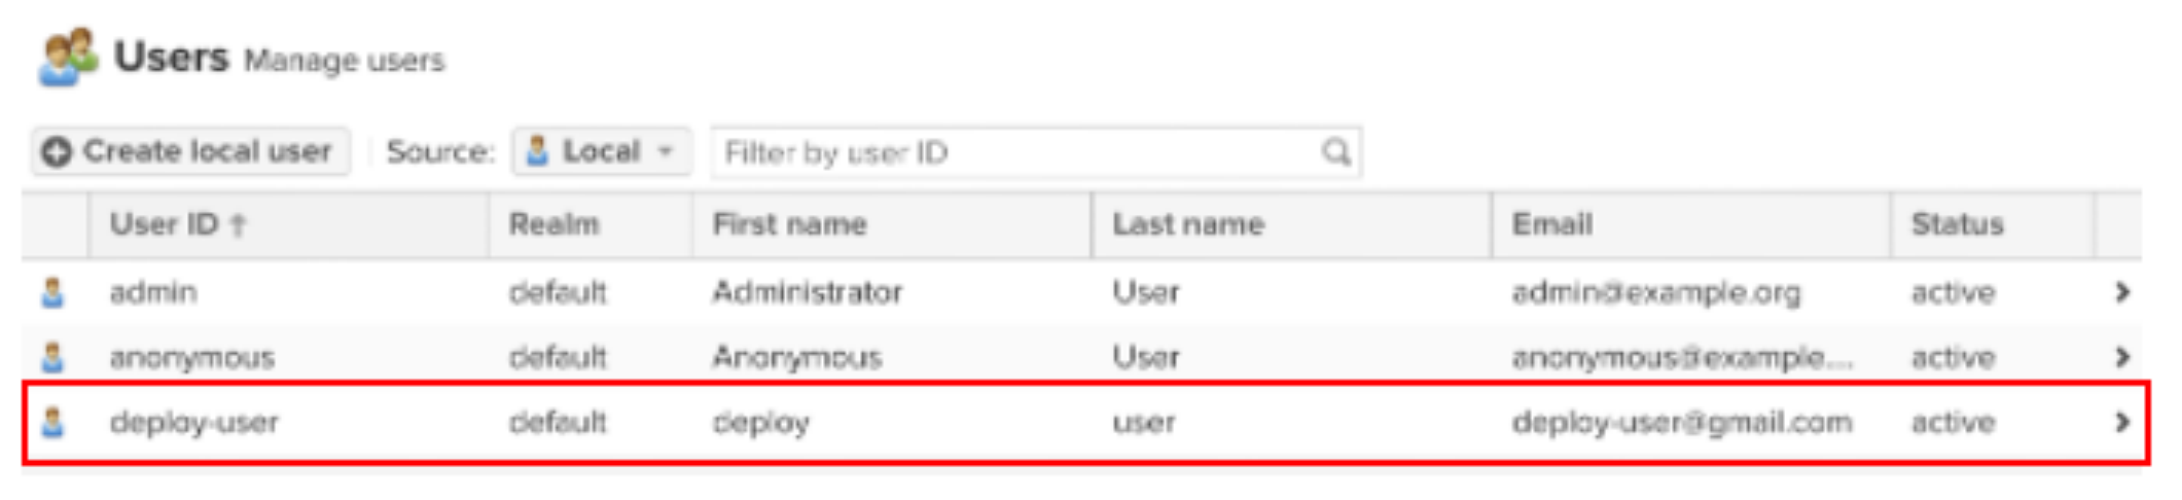 Users Manage users
Create local user Source: Local Filter by user ID
User ID ↑ Realm First name Last name Email Status
admin default Administrator User admin@example.org active
anonymous default Anonymous User anonymous@example.... active
deploy-user default deploy user deploy-user@gmail.com active